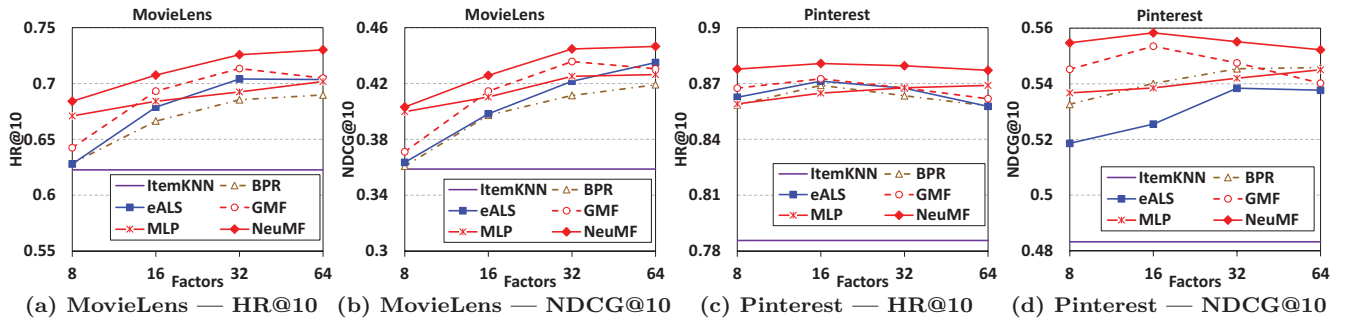 MovieLens
0.75
0.7
0.65
0.6
0.55
HR@10
ItemKNN
BPR
eALS
GMF
MLP
NeuMF
8
16
32
64
Factors
(a) MovieLens — HR@10
MovieLens
0.46
0.42
0.38
0.34
0.3
NDCG@10
ItemKNN
BPR
eALS
GMF
MLP
NeuMF
8
16
32
64
Factors
(b) MovieLens — NDCG@10
Pinterest
0.9
0.87
0.84
0.81
0.78
HR@10
ItemKNN
BPR
eALS
GMF
MLP
NeuMF
8
16
32
64
Factors
(c) Pinterest — HR@10
Pinterest
0.56
0.54
0.52
0.5
0.48
NDCG@10
ItemKNN
BPR
eALS
GMF
MLP
NeuMF
8
16
32
64
Factors
(d) Pinterest — NDCG@10